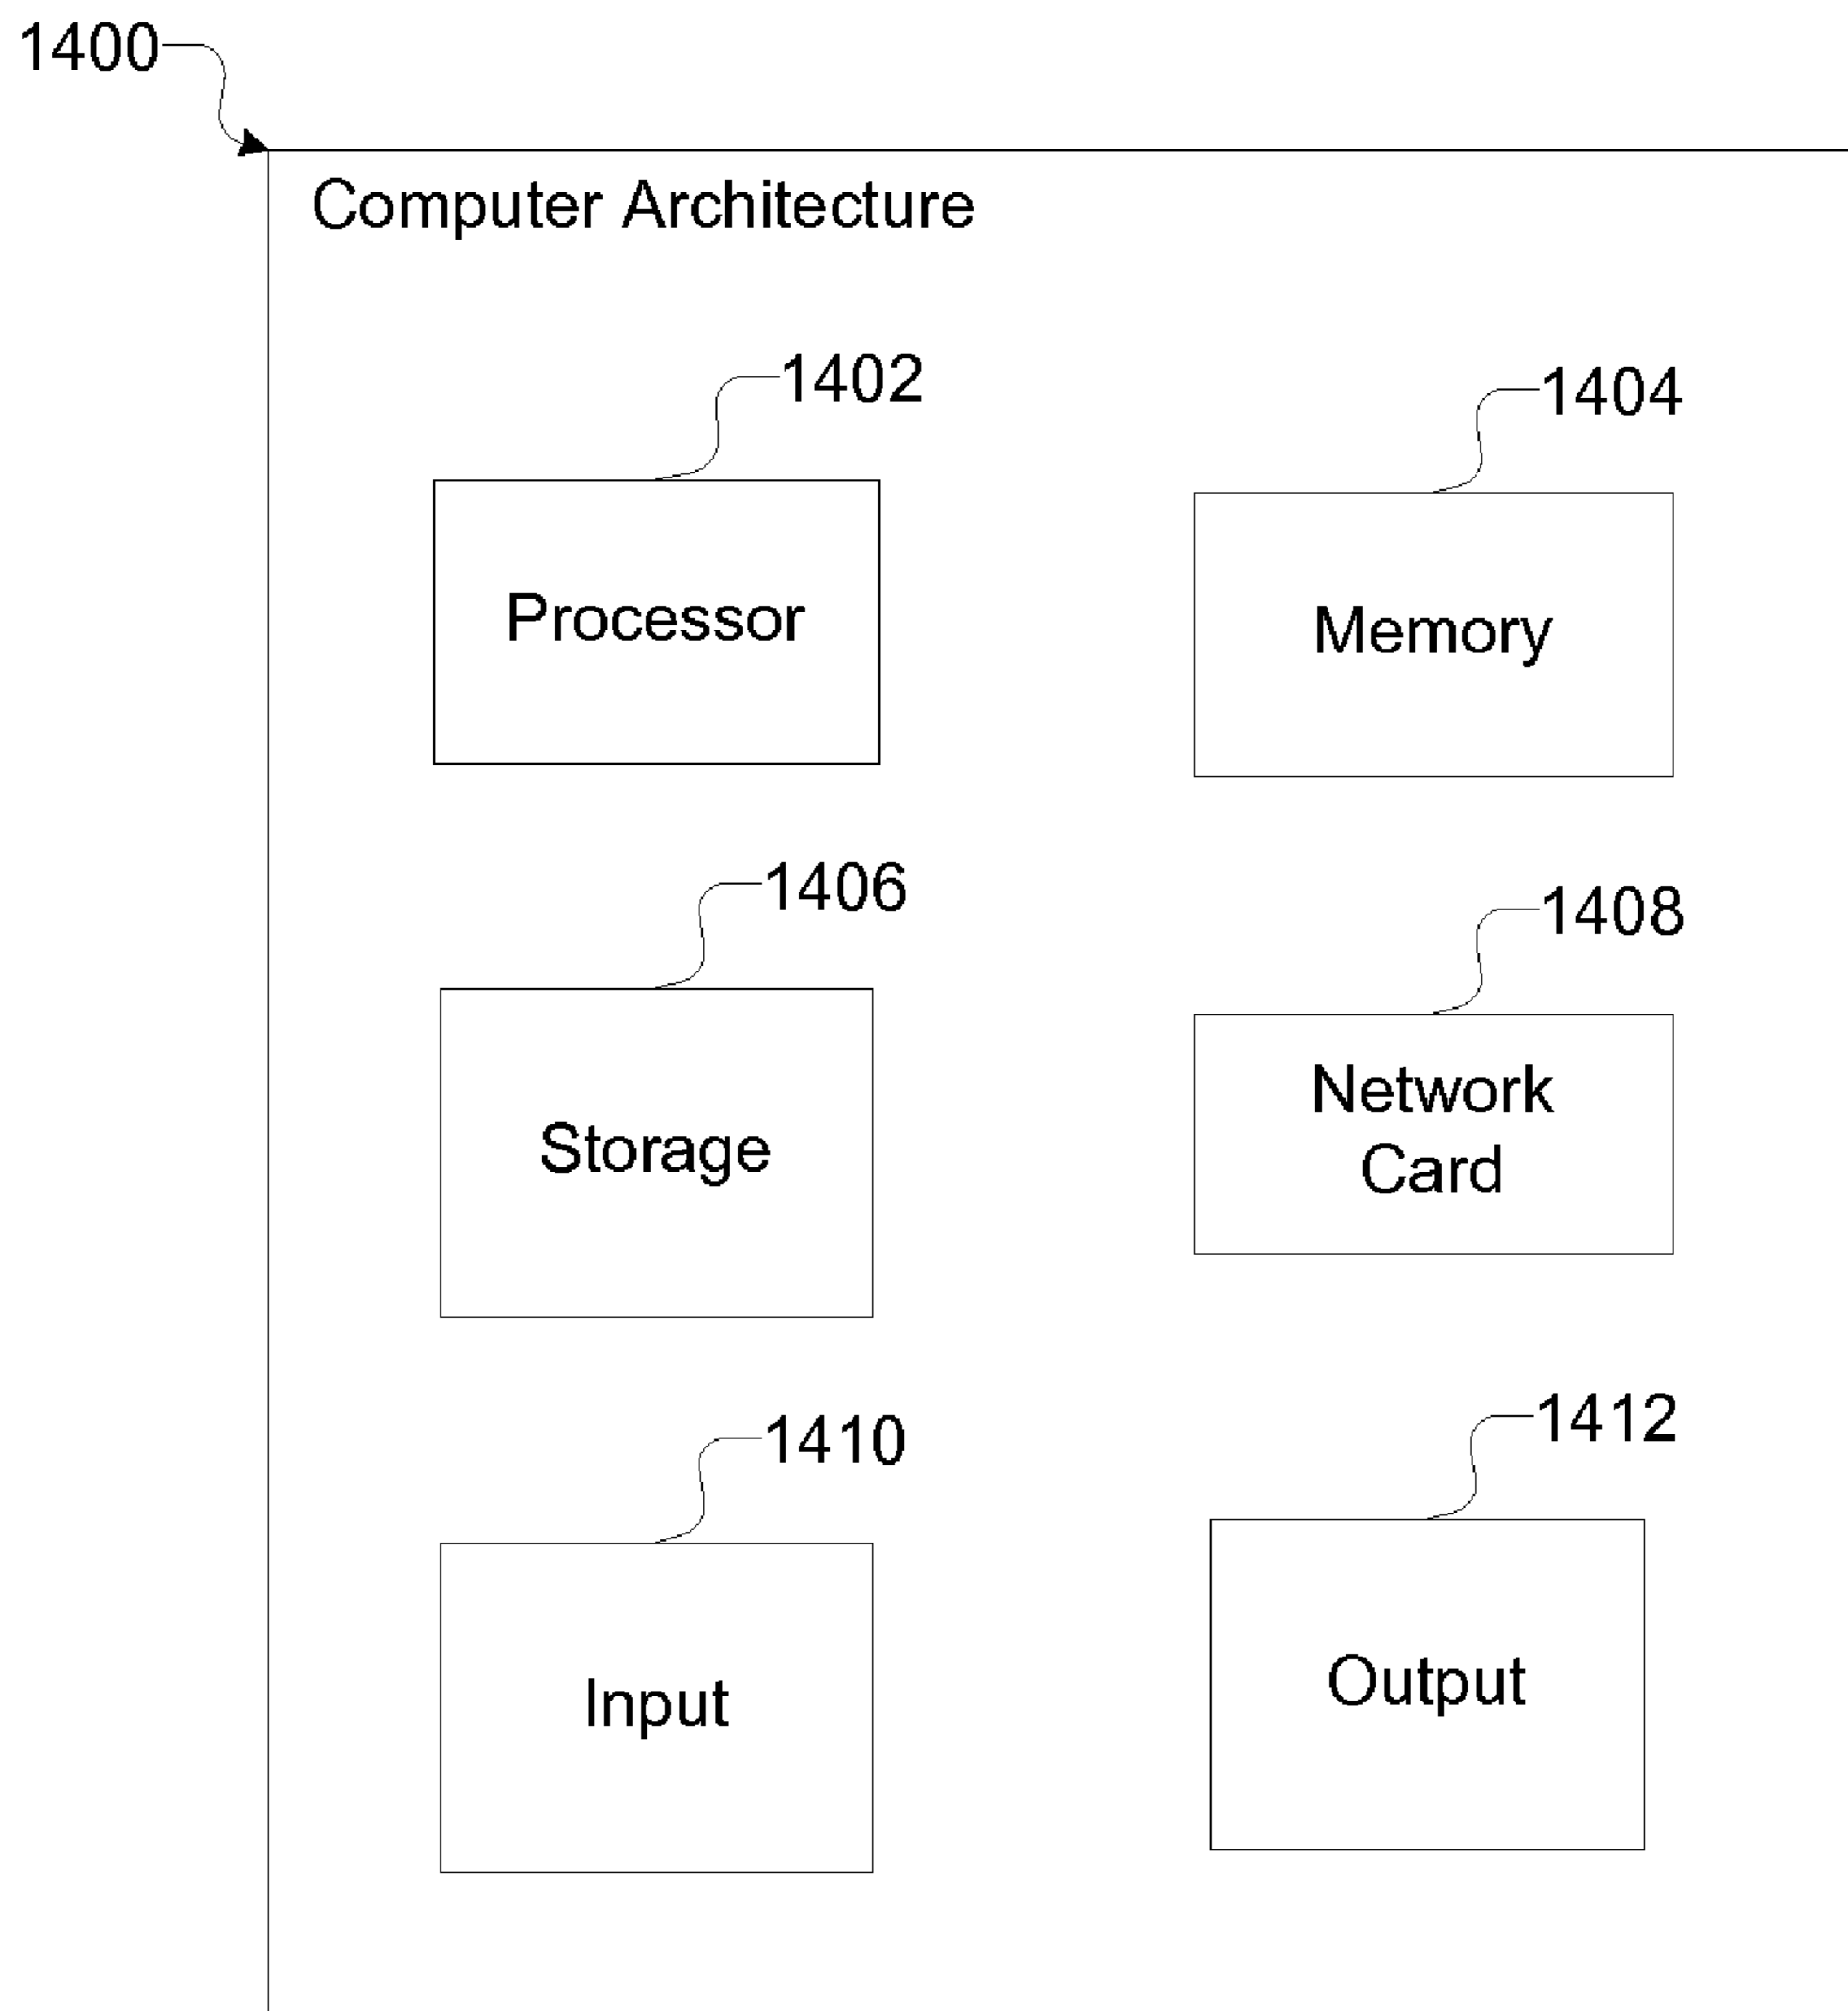 1400
Computer Architecture
1402
1404
Processor
Memory
1406
1408
Storage
Network
Card
1410
1412
Input
Output